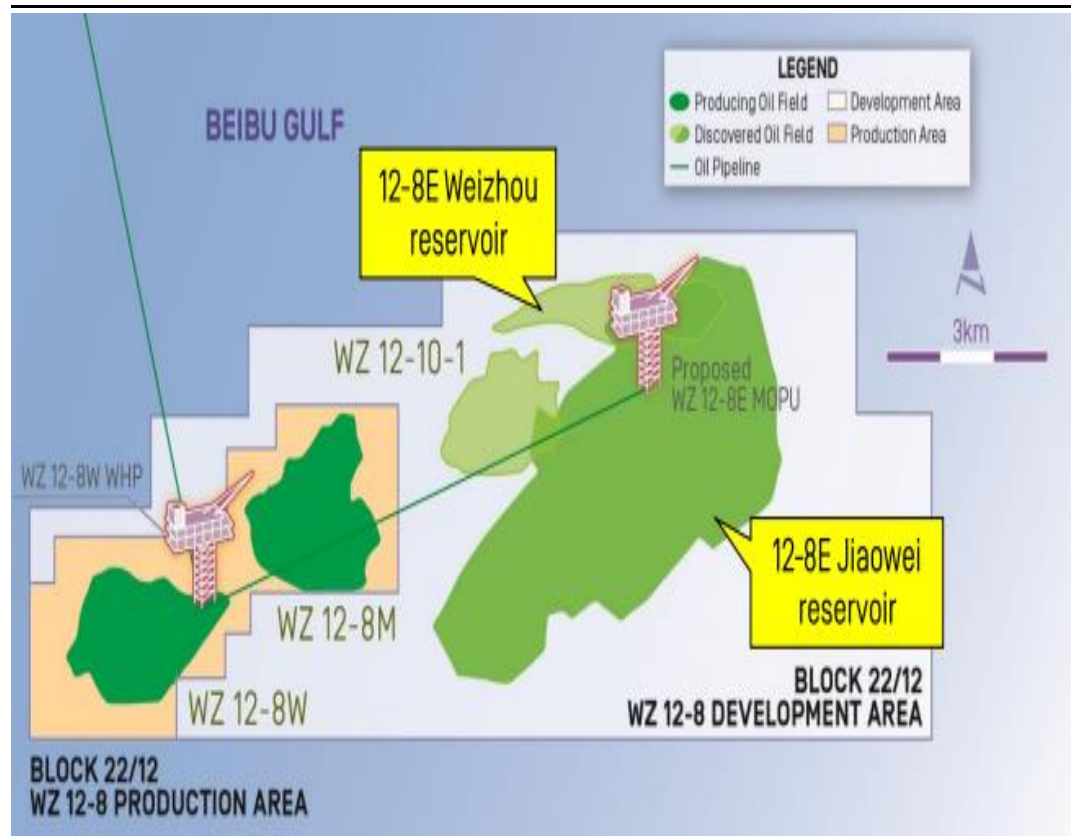 LEGEND
Producing Oil Field
Development Area
Discovered Oil Field
Production Area
Oil Pipeline
BEIBU GULF
12-8E Weizhou
reservoir
3km
WZ 12-10-1
Proposed
WZ 12-8E MOPU
WZ 12-8W WHP
12-8E Jiaowei
reservoir
WZ 12-8M
WZ 12-8W
BLOCK 22/12
WZ 12-8 DEVELOPMENT AREA
BLOCK 22/12
WZ 12-8 PRODUCTION AREA